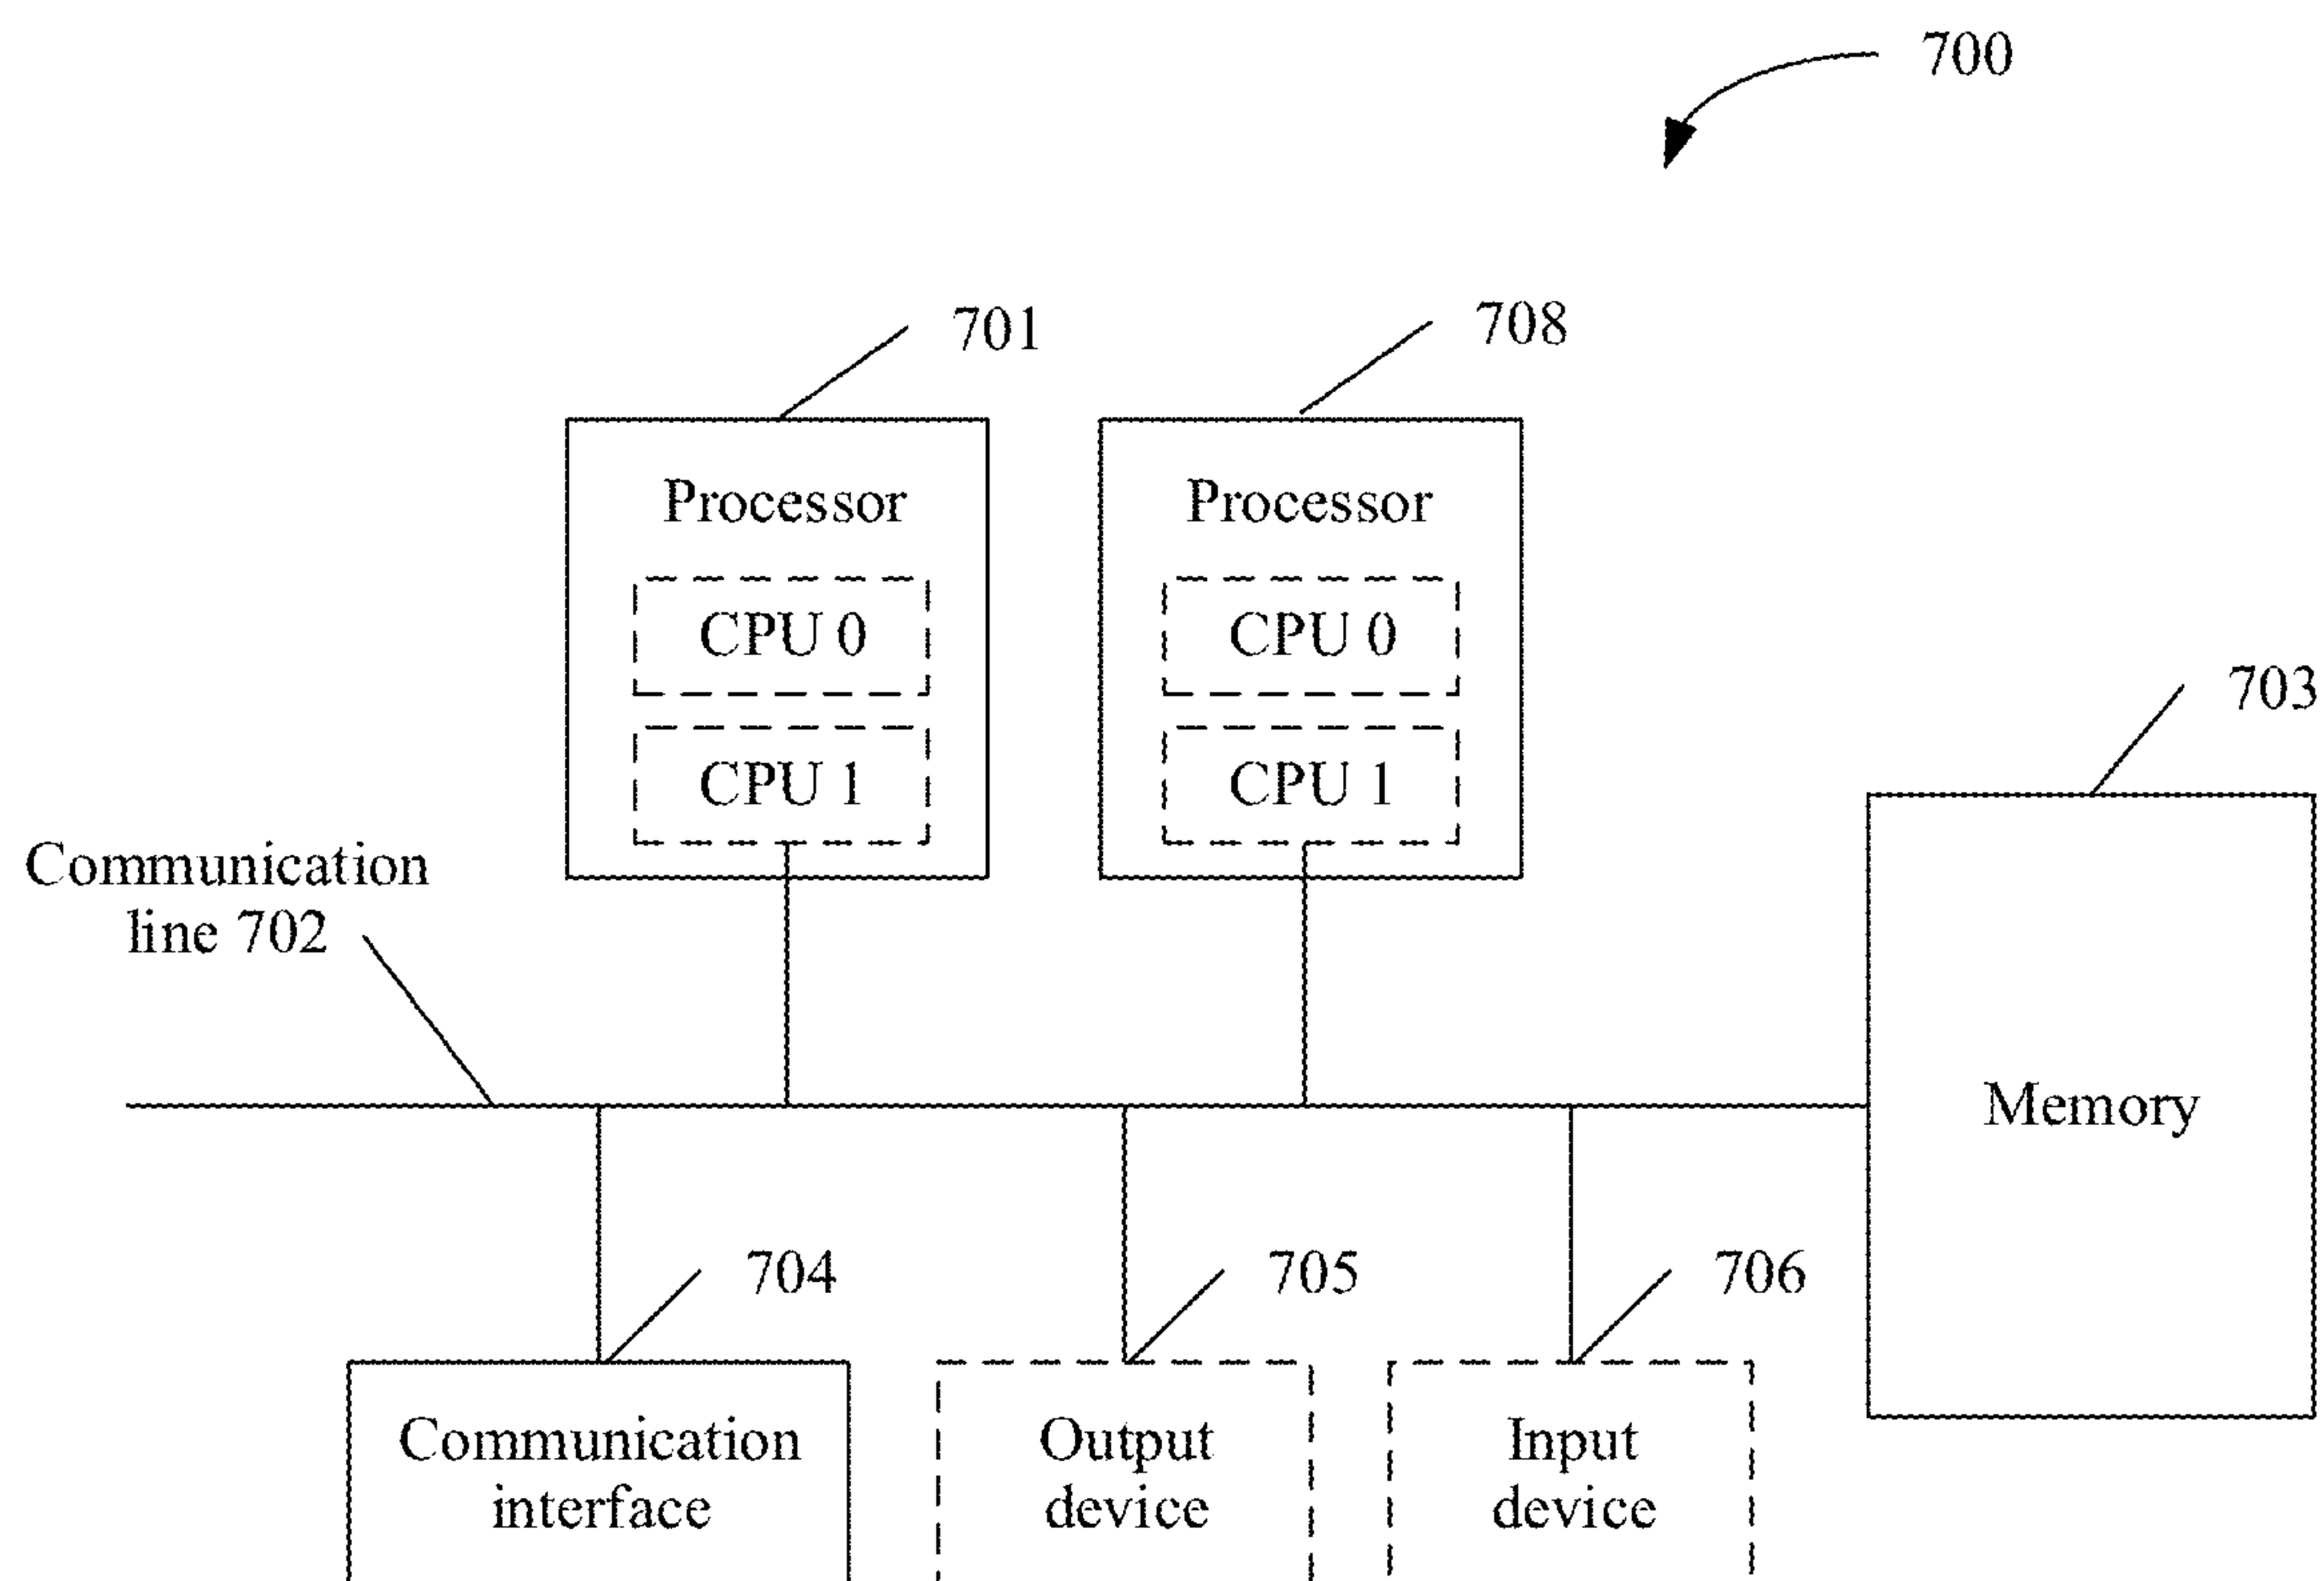 700
701
708
Processor
Processor
CPU 0
CPU 0
CPU 1
CPU 1
703
Communication
line 702
Memory
704
705
706
Communication
interface
Output
device
Input
device